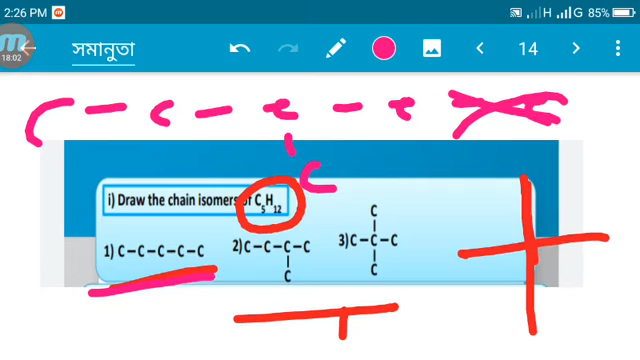 2:26 PM H G 85%
18:02 সমানুতা 14
C – C – C – C
C
i) Draw the chain isomers of C₅H₁₂
C
1) C–C–C–C–C 2)C–C–C–C 3)C–C–C
C C